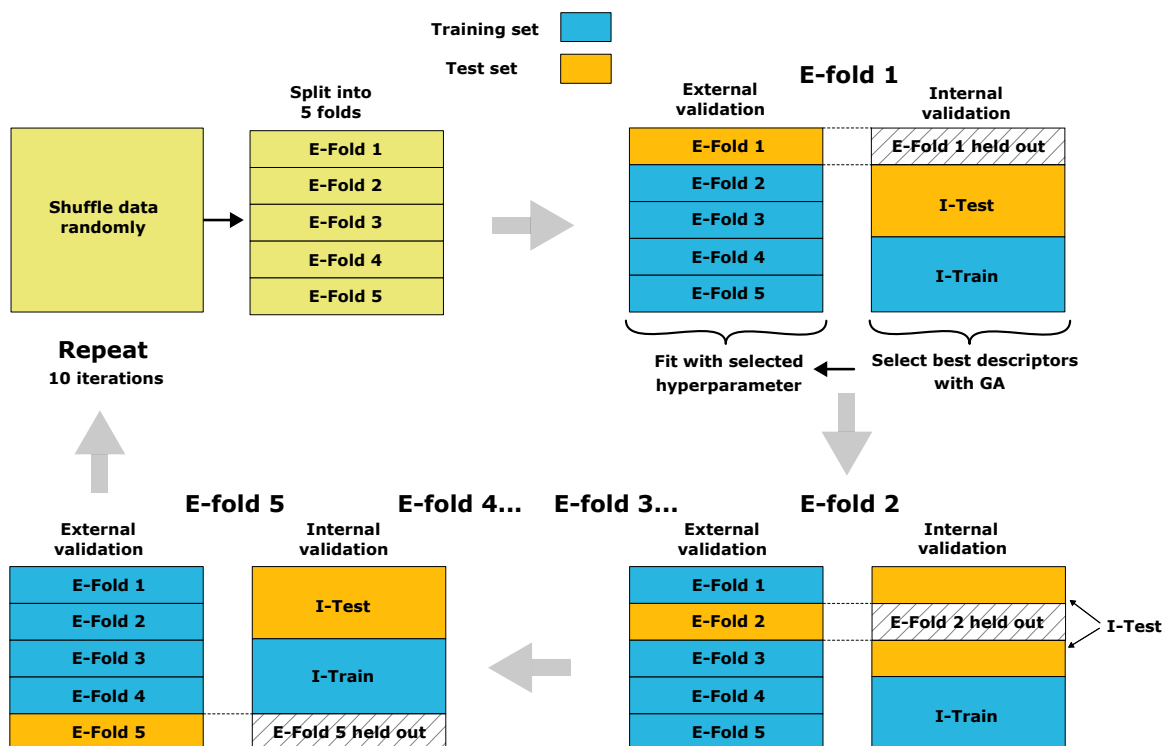 Training set
Test set
Split into
5 folds
Shuffle data
randomly
E-Fold 1
E-Fold 2
E-Fold 3
E-Fold 4
E-Fold 5
E-fold 1
External
validation
Internal
validation
E-Fold 1
E-Fold 2
E-Fold 3
E-Fold 4
E-Fold 5
E-Fold 1 held out
I-Test
I-Train
Fit with selected
hyperparameter
Select best descriptors
with GA
Repeat
10 iterations
E-fold 5
E-fold 4...
E-fold 3...
E-fold 2
External
validation
Internal
validation
E-Fold 1
E-Fold 2
E-Fold 3
E-Fold 4
E-Fold 5
I-Test
I-Train
E-Fold 5 held out
External
validation
Internal
validation
E-Fold 1
E-Fold 2
E-Fold 3
E-Fold 4
E-Fold 5
E-Fold 2 held out
I-Test
I-Train